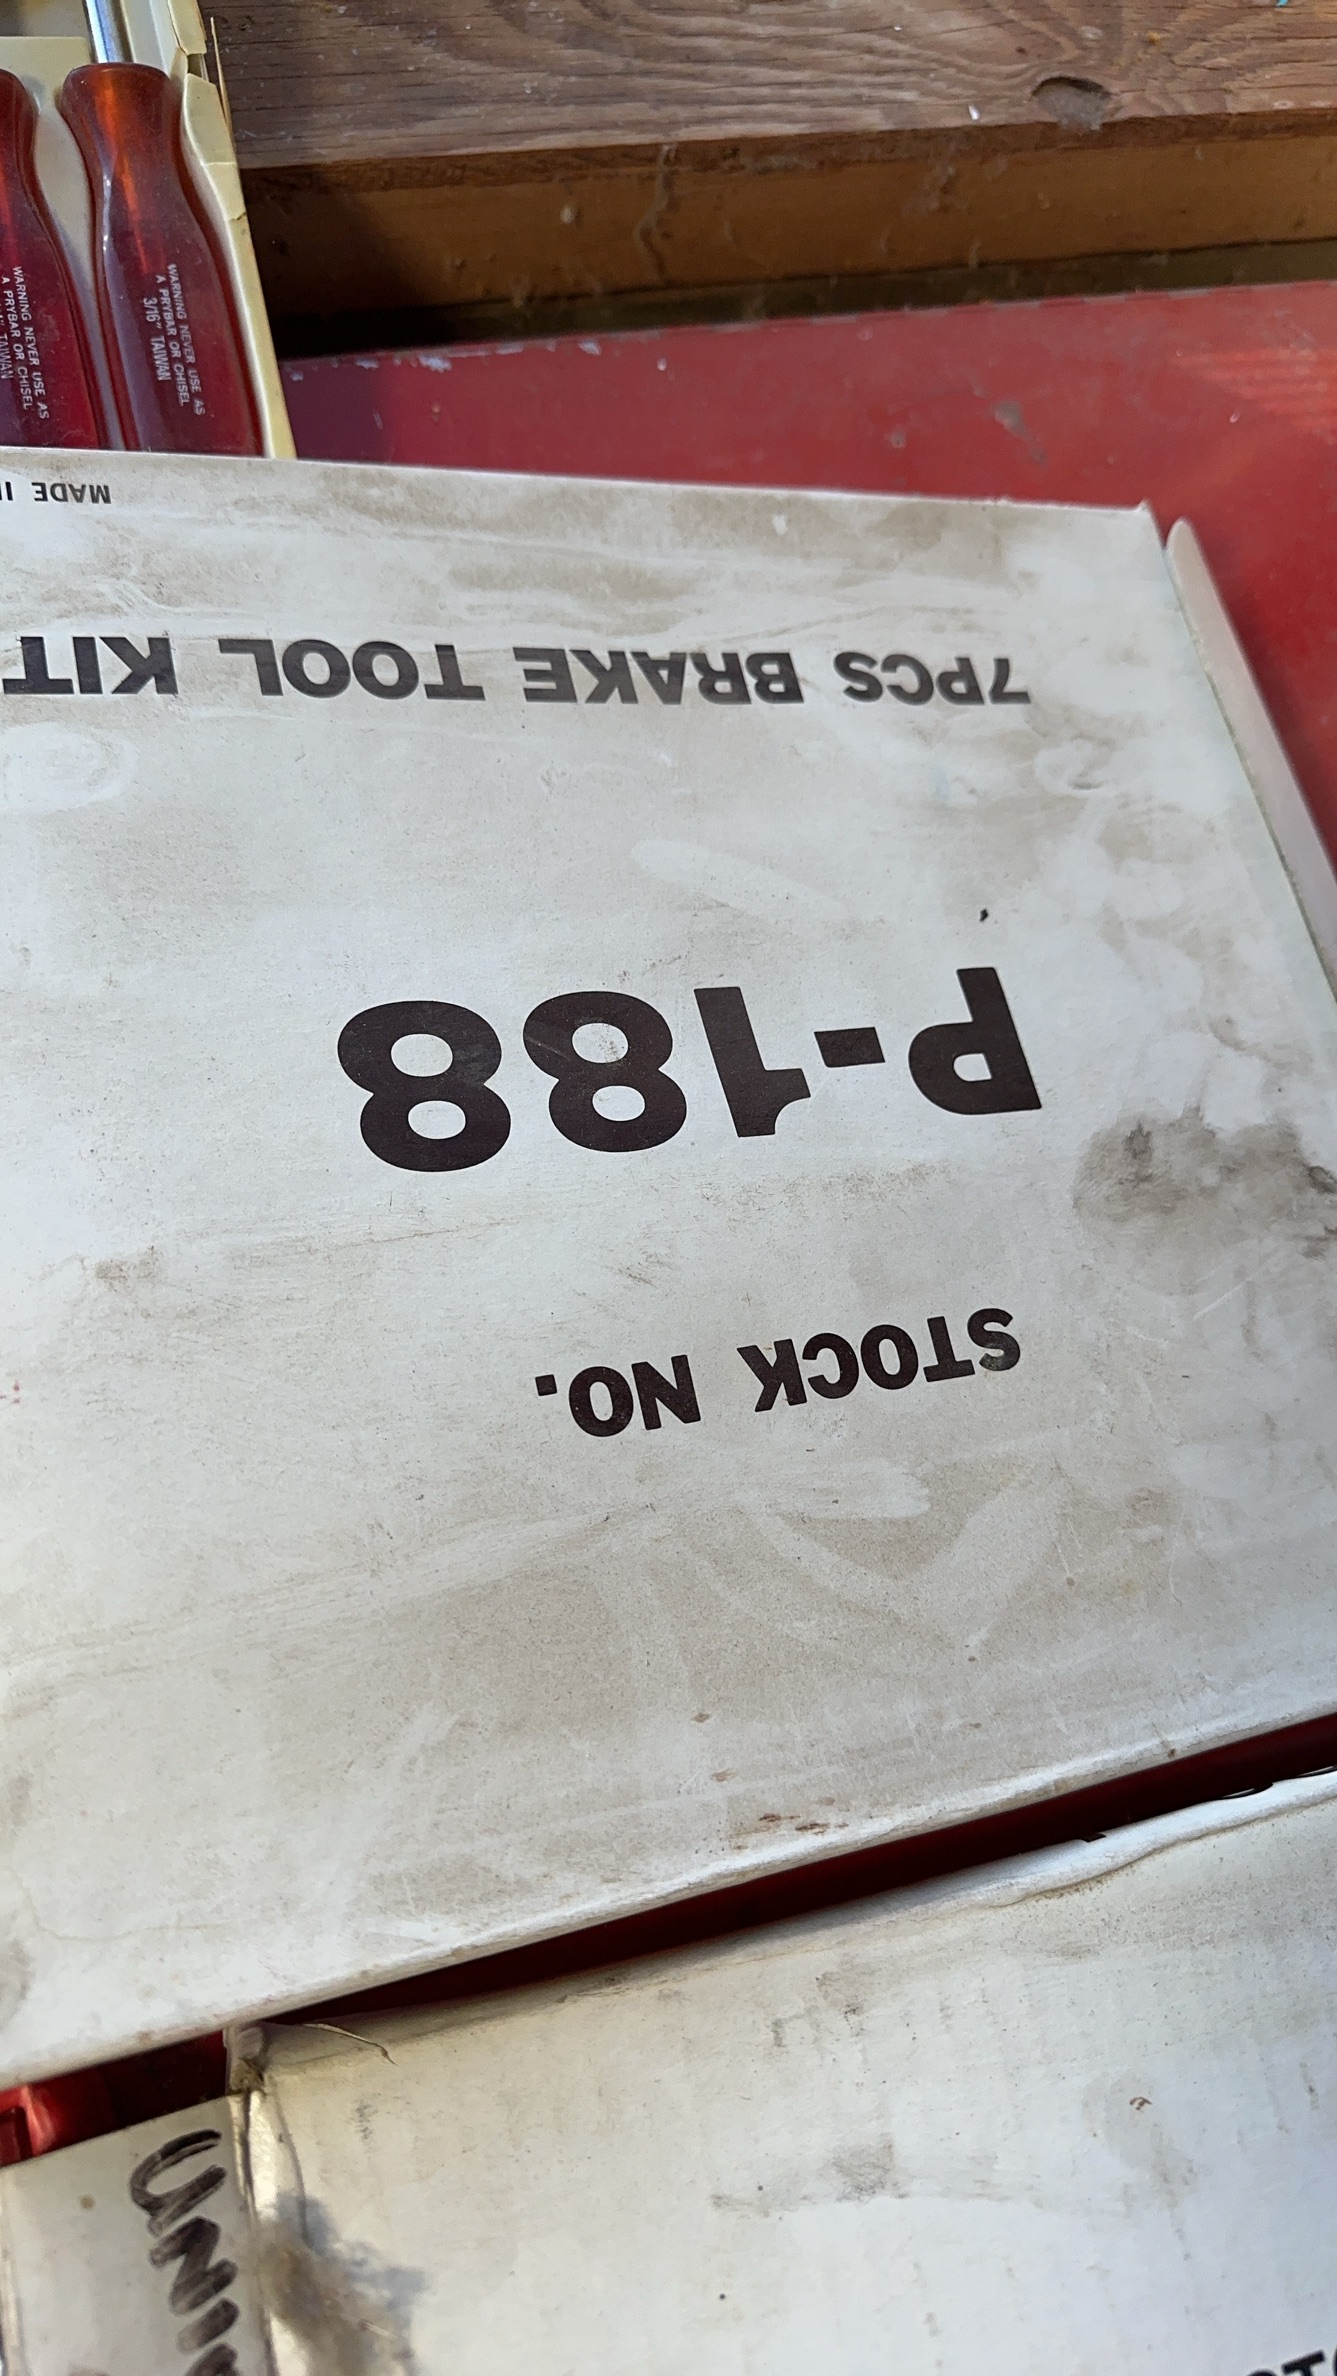 STOCK NO.
P-188
7PCS BRAKE TOOL KIT
MADE
WARNING NEVER USE AS
A PRYBAR OR CHISEL
3/16" TAIWAN
WARNING NEVER USE AS
A PRYBAR OR CHISEL
TAIWAN